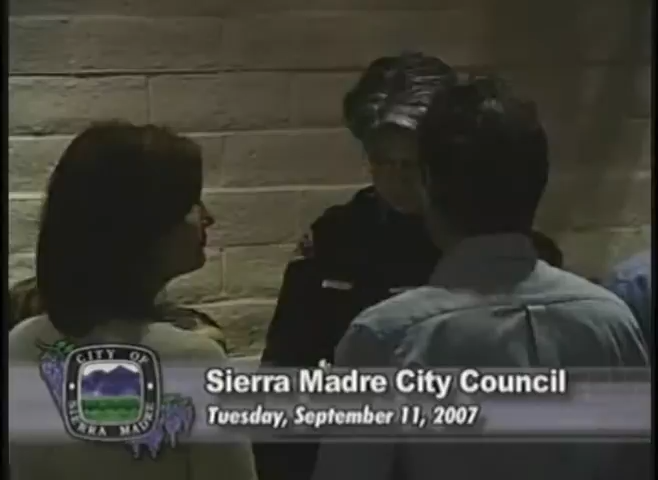 CITY OF
SIERRA MADRE
Sierra Madre City Council
Tuesday, September 11, 2007